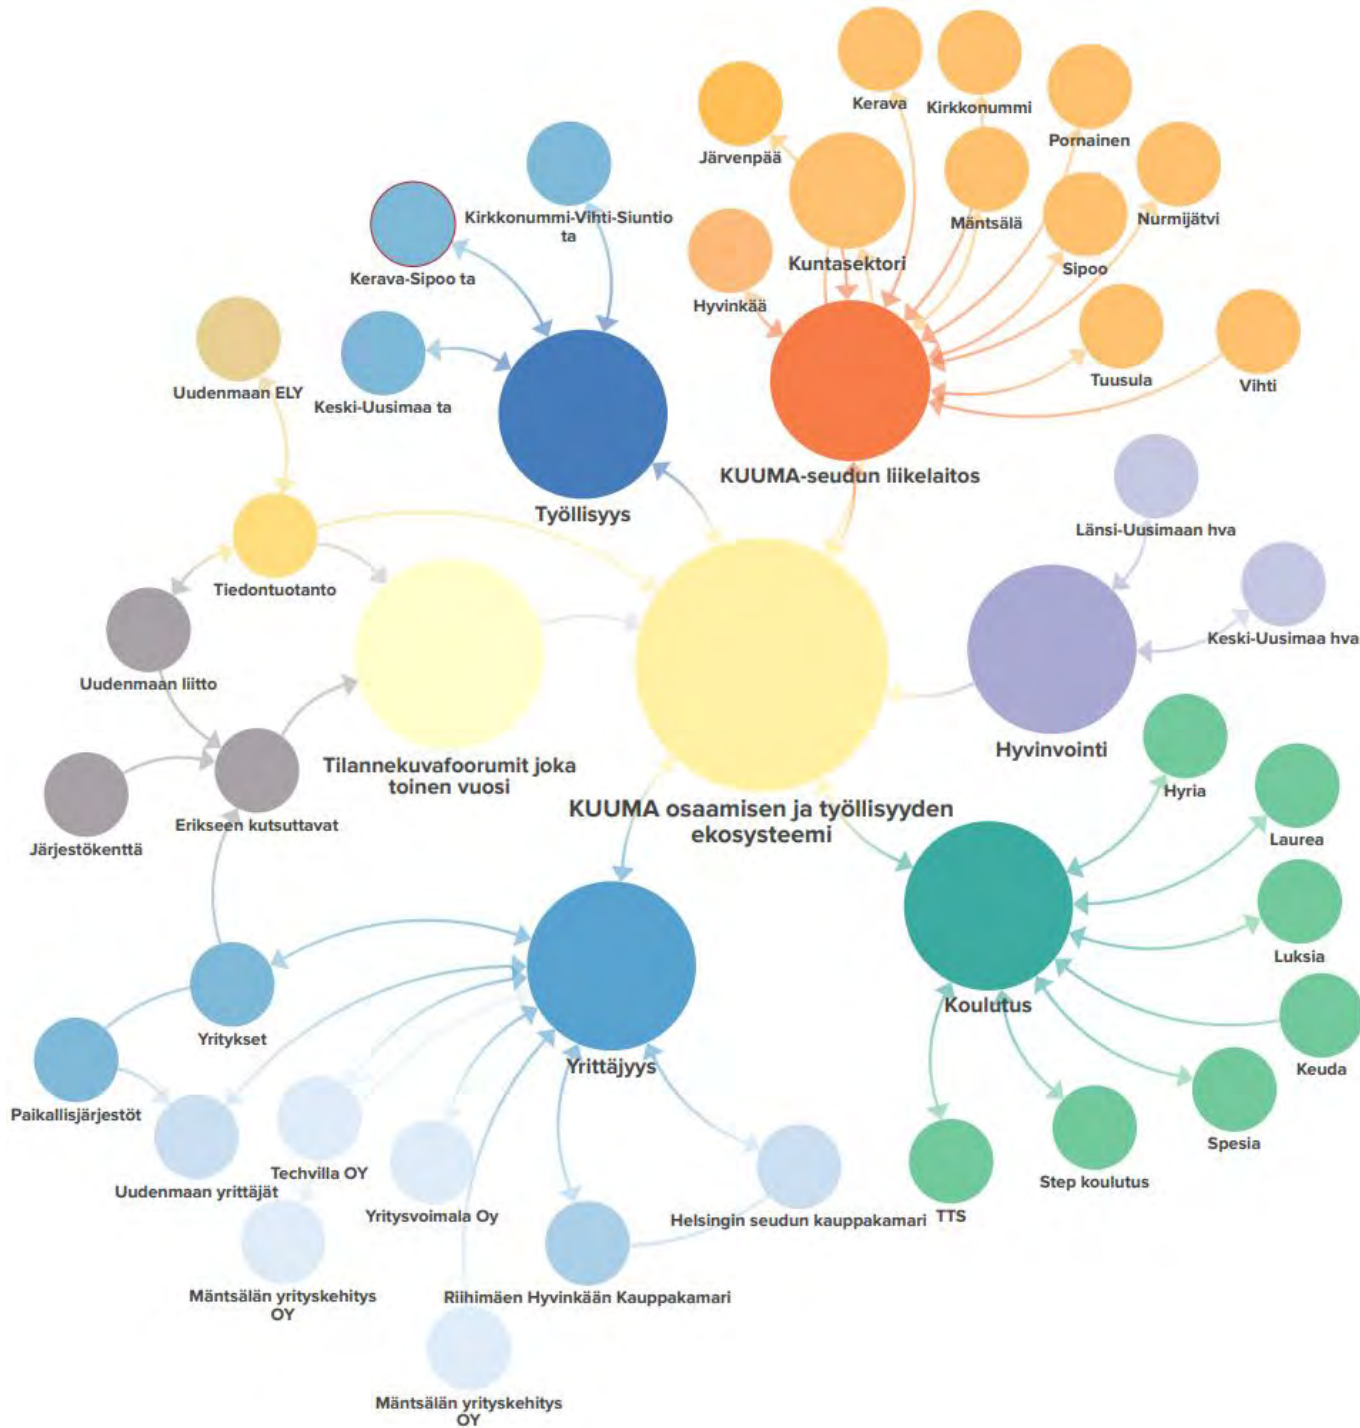 Kerava
Kirkkonummi
Pornainen
Järvenpää
Kirkkonummi-Vihti-Siuntio
ta
Mäntsälä
Nurmijätvi
Kerava-Sipoo ta
Kuntasektori
Sipoo
Hyvinkää
Uudenmaan ELY
Keski-Uusimaa ta
Tuusula
Vihti
KUUMA-seudun liikelaitos
Työllisyys
Länsi-Uusimaan hva
Tiedontuotanto
Keski-Uusimaa hva
Uudenmaan liitto
Hyvinvointi
Tilannekuvafoorumit joka
toinen vuosi
Hyria
KUUMA osaamisen ja työllisyyden
ekosysteemi
Erikseen kutsuttavat
Laurea
Järjestökenttä
Luksia
Koulutus
Yritykset
Yrittäjyys
Keuda
Paikallisjärjestöt
Spesia
Techvilla OY
Step koulutus
Uudenmaan yrittäjät
Yritysvoimala Oy
Helsingin seudun kauppakamari
TTS
Mäntsälän yrityskehitys
OY
Riihimäen Hyvinkään Kauppakamari
Mäntsälän yrityskehitys
OY